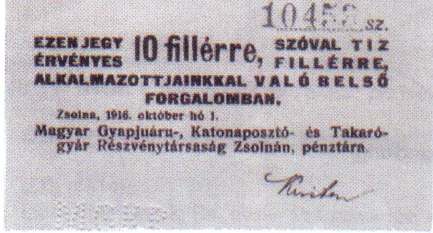 sz.
EZEN JEGY 10 fillérre, SZÓVAL TIZ
ÉRVÉNYES FILLÉRRE,
ALKALMAZOTTJAINKKAL VALÓ BELSŐ
FORGALOMBAN.
Zsolna, 1916. október hó 1.
Magyar Gyapjuáru-, Katonaposztó- és Takaró-
gyár Részvénytársaság Zsolnán, pénztára.